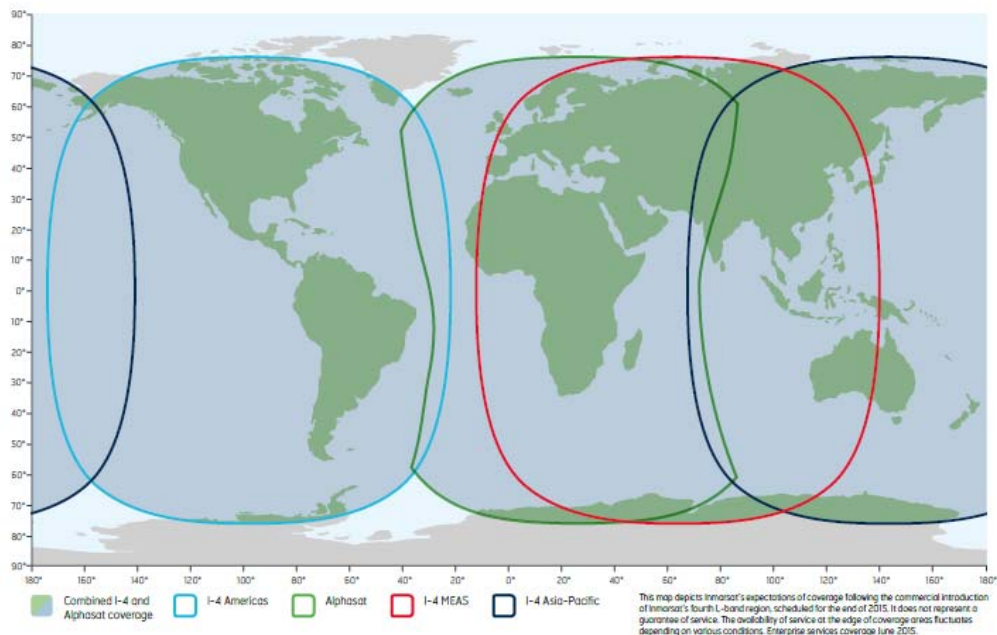 90°
80°
70°
60°
50°
40°
30°
20°
10°
0°
10°
20°
30°
40°
50°
60°
70°
80°
90°
180° 160° 140° 120° 100° 80° 60° 40° 20° 0° 20° 40° 60° 80° 100° 120° 140° 160° 180°
Combined I-4 and
Alphasat coverage
I-4 Americas
Alphasat
I-4 MEAS
I-4 Asia-Pacific
This map depicts Inmarsat's expectations of coverage following the commercial introduction
of Inmarsat's fourth L-band region, scheduled for the end of 2015. It does not represent a
guarantee of service. The availability of service at the edge of coverage areas fluctuates
depending on various conditions. Enterprise services coverage June 2015.